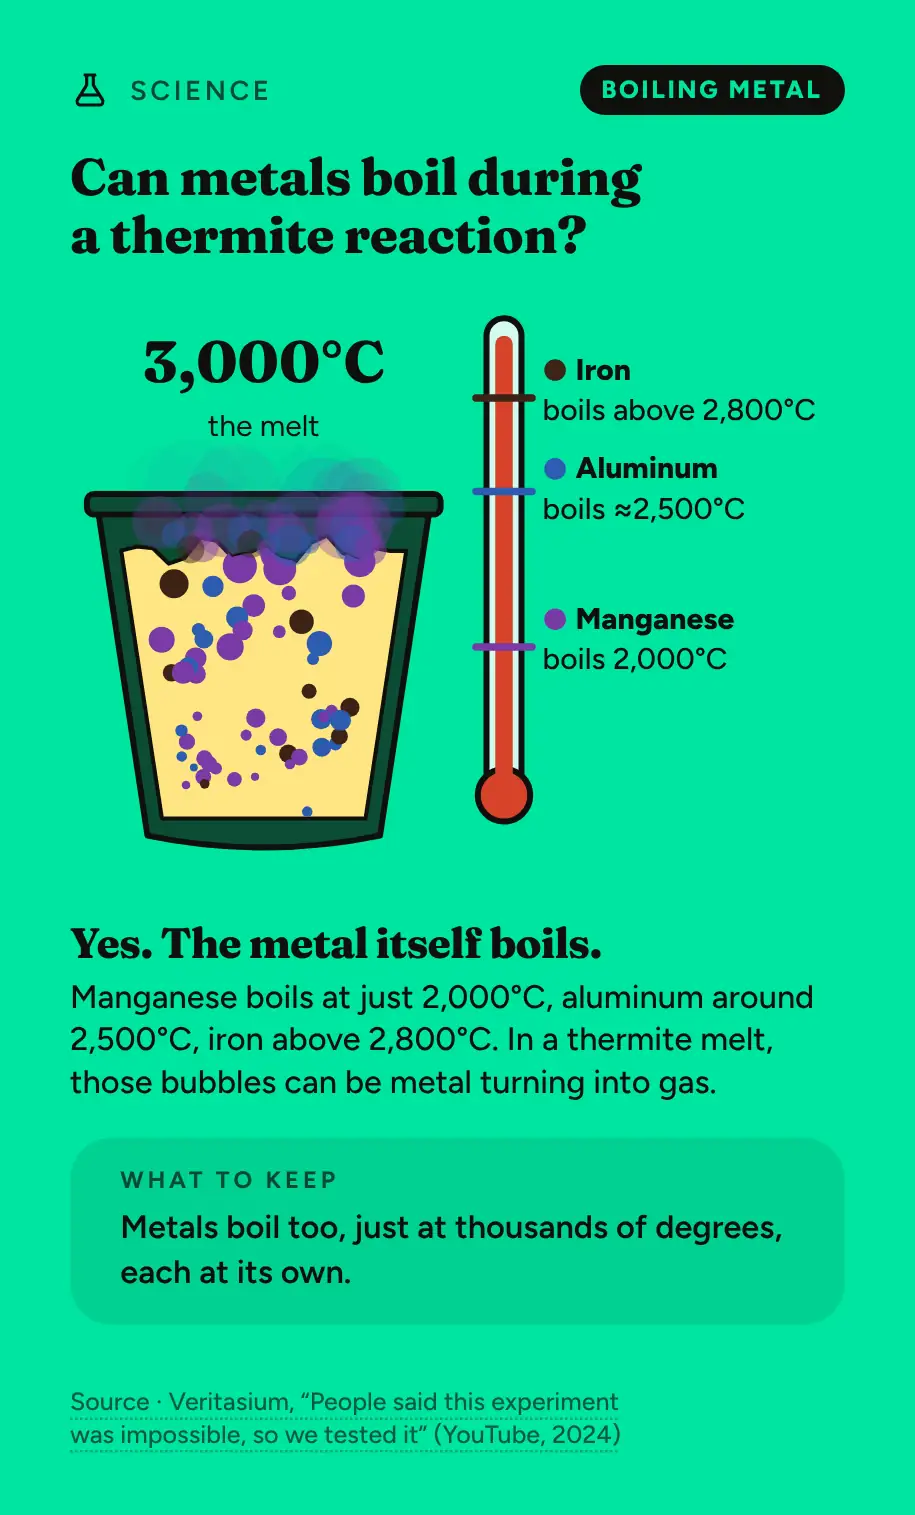 SCIENCE
BOILING METAL
Can metals boil during
a thermite reaction?
3,000°C
the melt
Iron
boils above 2,800°C
Aluminum
boils ≈2,500°C
Manganese
boils 2,000°C
Yes. The metal itself boils.
Manganese boils at just 2,000°C, aluminum around
2,500°C, iron above 2,800°C. In a thermite melt,
those bubbles can be metal turning into gas.
WHAT TO KEEP
Metals boil too, just at thousands of degrees,
each at its own.
Source · Veritasium, “People said this experiment
was impossible, so we tested it” (YouTube, 2024)